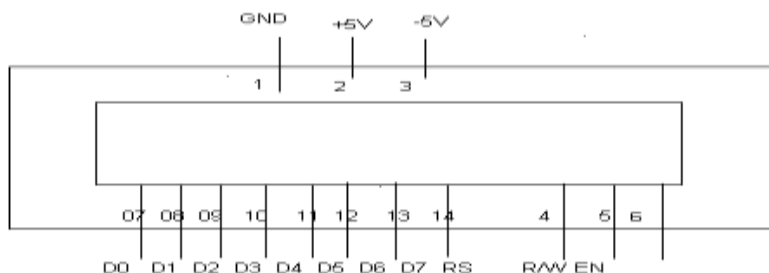 GND +5V -5V
1 2 3
07 08 09 10 11 12 13 14 4 5 6
D0 D1 D2 D3 D4 D5 D6 D7 RS R/W EN